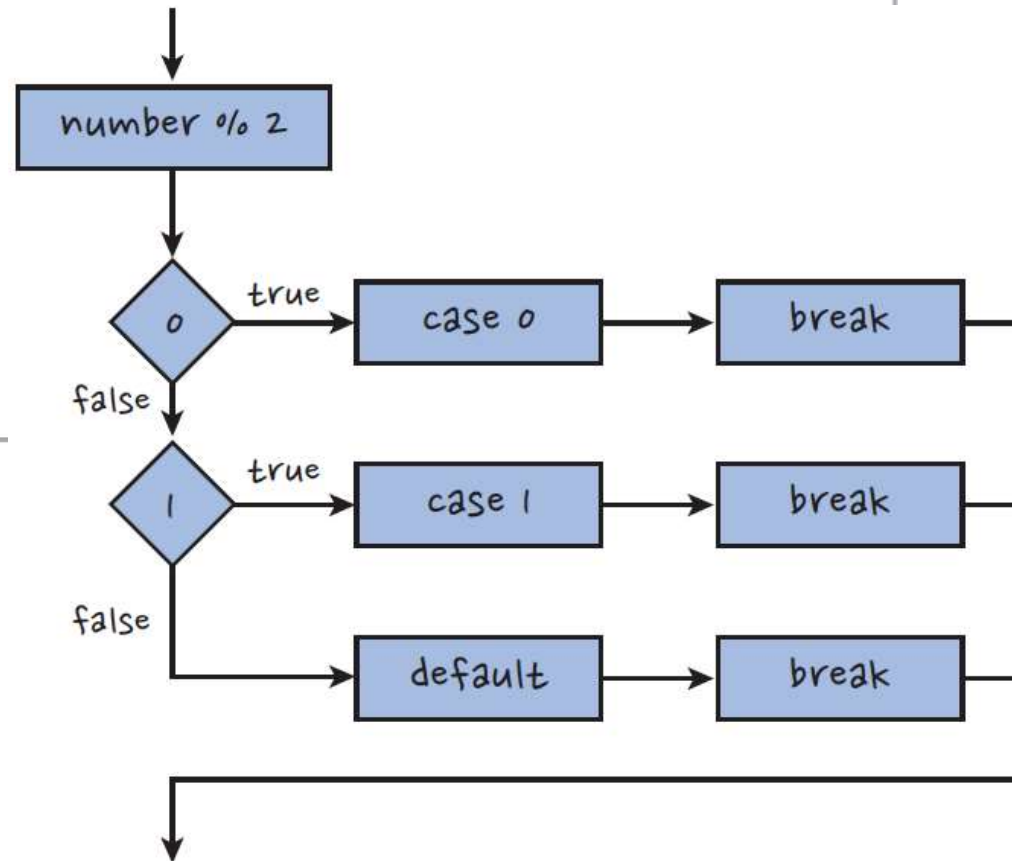 number % 2
0
true
case 0
break
false
1
true
case 1
break
false
default
break